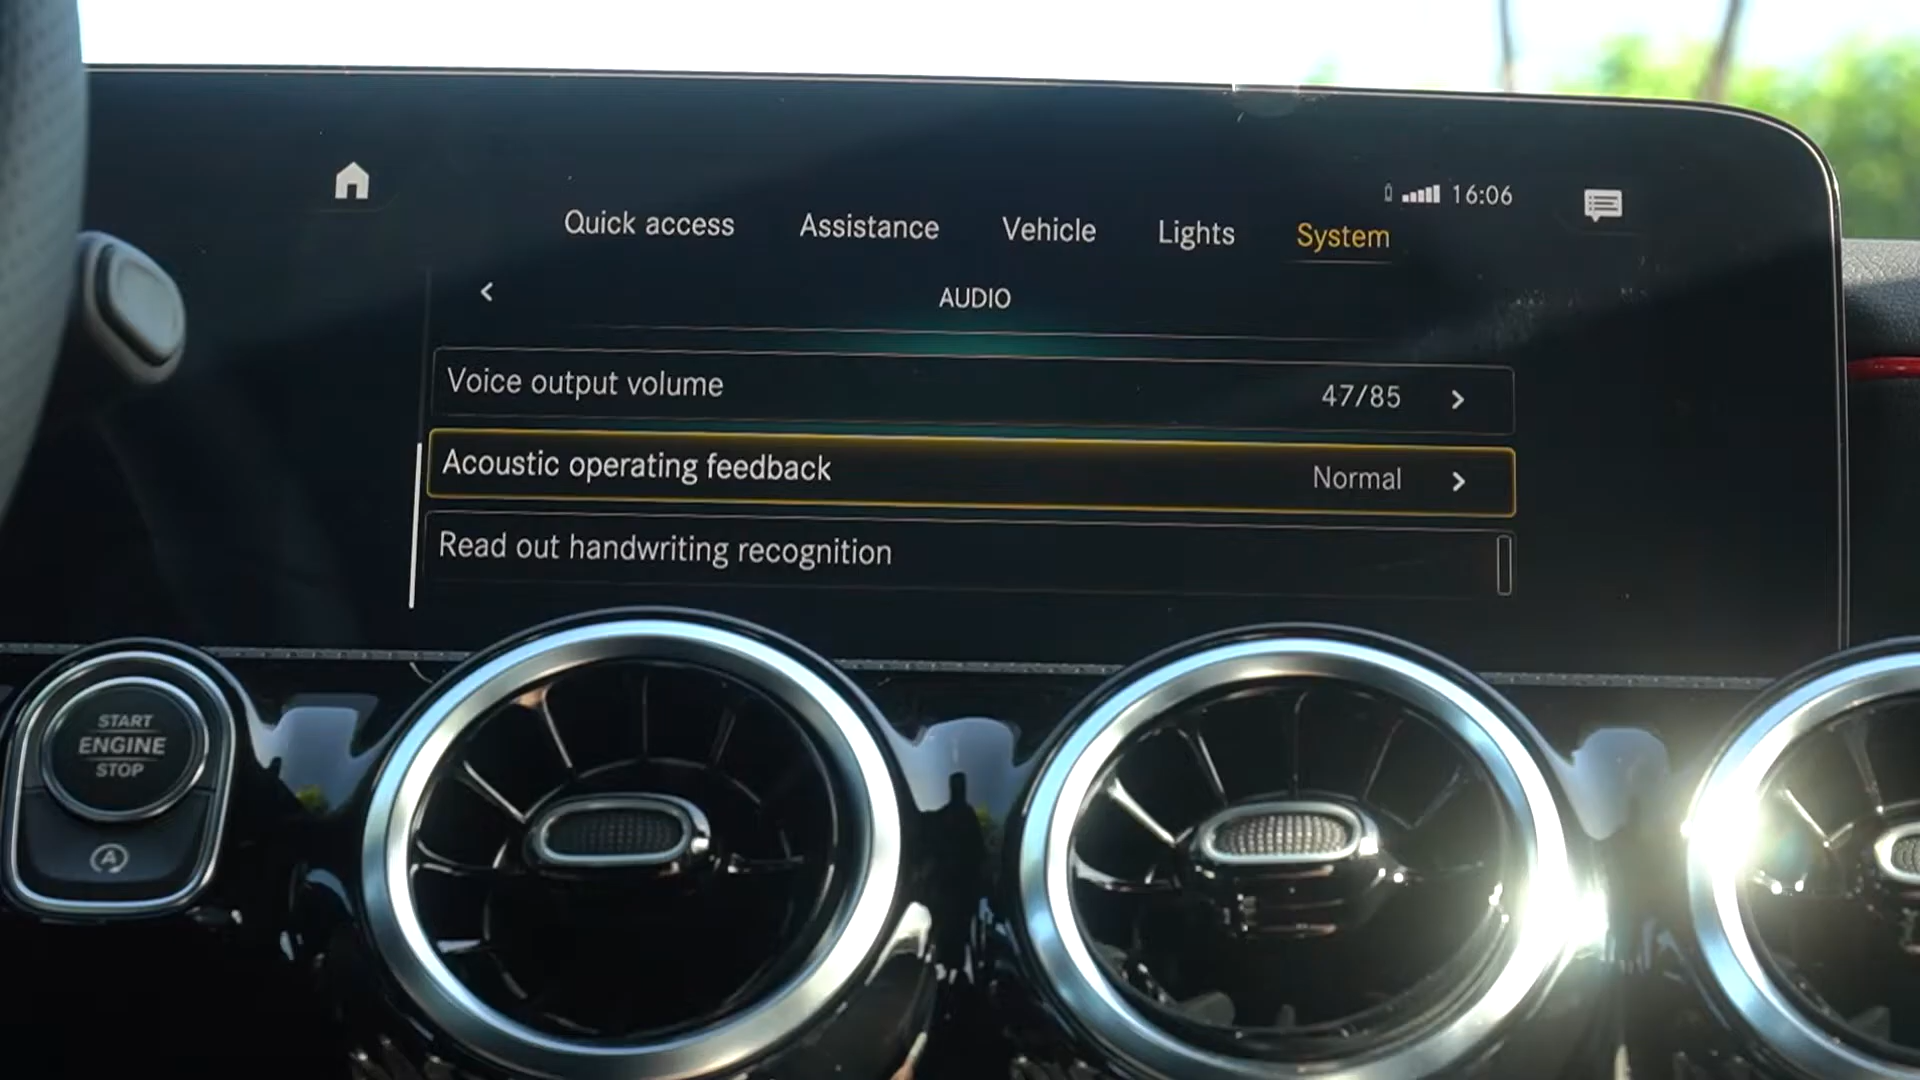 16:06
Quick access Assistance Vehicle Lights System
AUDIO
Voice output volume 47/85
Acoustic operating feedback Normal
Read out handwriting recognition
START
ENGINE
STOP
A